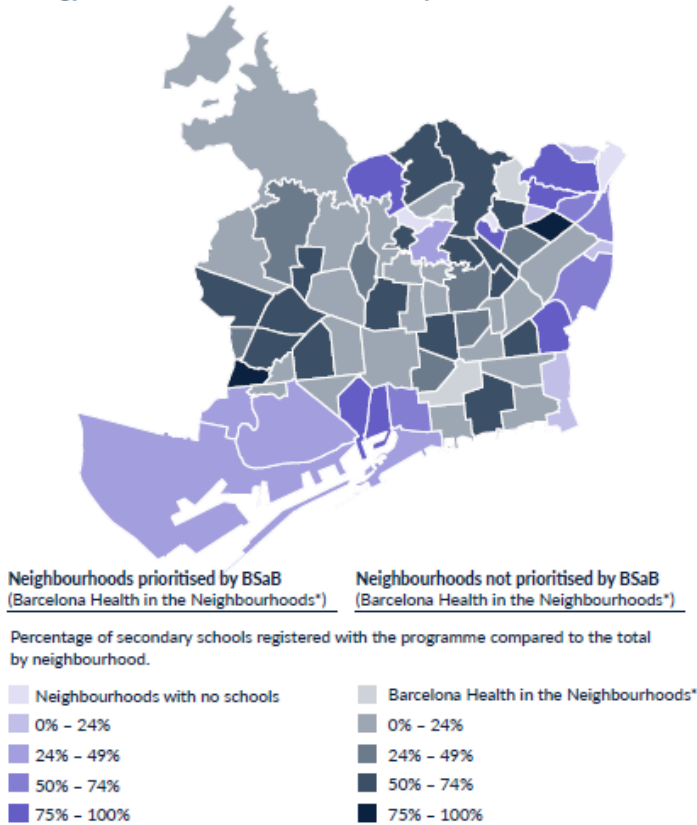 Neighbourhoods prioritised by BSaB
(Barcelona Health in the Neighbourhoods*)
Neighbourhoods not prioritised by BSaB
(Barcelona Health in the Neighbourhoods*)
Percentage of secondary schools registered with the programme compared to the total
by neighbourhood.
Neighbourhoods with no schools
0% – 24%
24% – 49%
50% – 74%
75% – 100%
Barcelona Health in the Neighbourhoods*
0% – 24%
24% – 49%
50% – 74%
75% – 100%